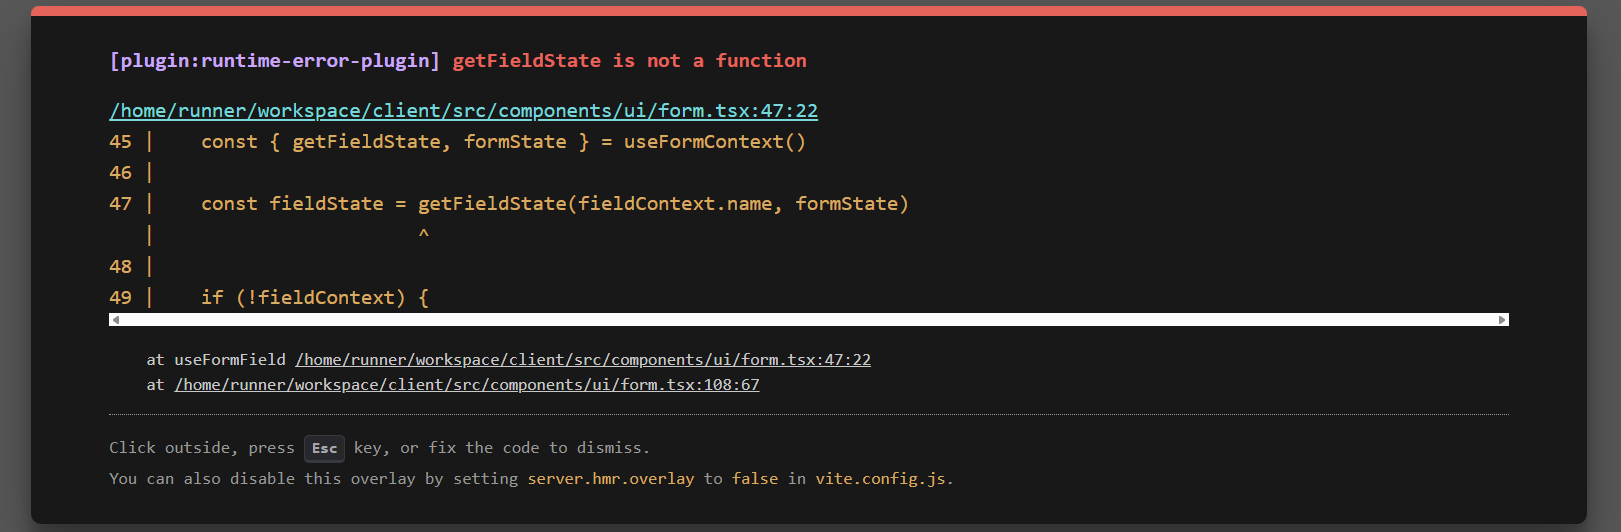 [plugin:runtime-error-plugin] getFieldState is not a function
/home/runner/workspace/client/src/components/ui/form.tsx:47:22
45 |    const { getFieldState, formState } = useFormContext()
46 |
47 |    const fieldState = getFieldState(fieldContext.name, formState)
   |                       ^
48 |
49 |    if (!fieldContext) {
at useFormField /home/runner/workspace/client/src/components/ui/form.tsx:47:22
at /home/runner/workspace/client/src/components/ui/form.tsx:108:67
Click outside, press Esc key, or fix the code to dismiss.
You can also disable this overlay by setting server.hmr.overlay to false in vite.config.js.